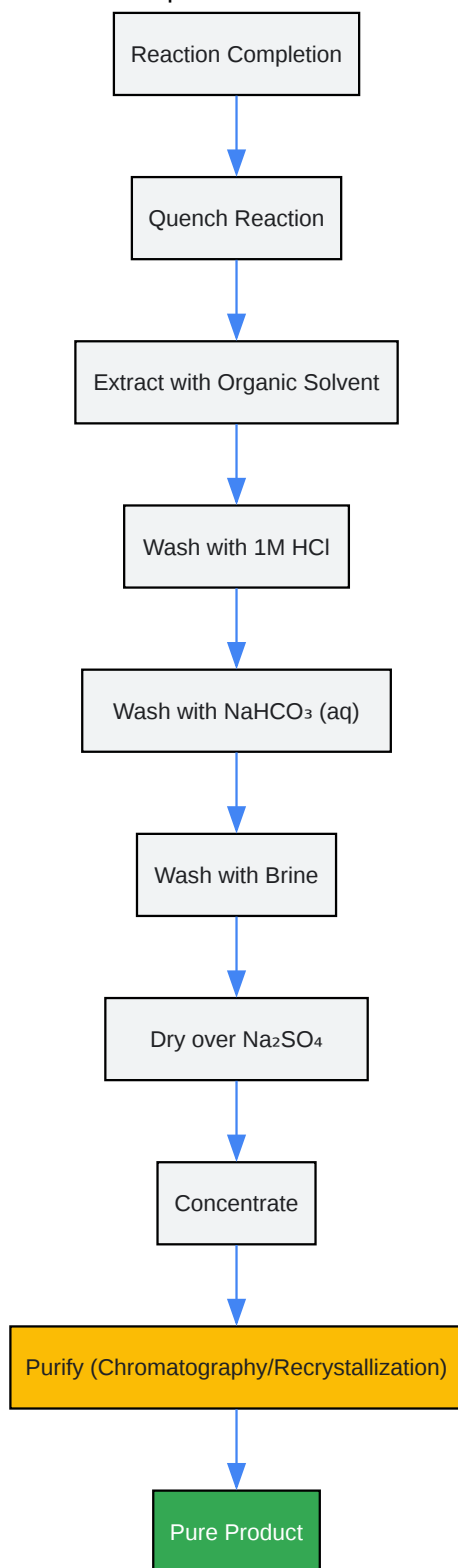 Reaction Completion
Quench Reaction
Extract with Organic Solvent
Wash with 1M HCl
Wash with NaHCO₃ (aq)
Wash with Brine
Dry over Na₂SO₄
Concentrate
Purify (Chromatography/Recrystallization)
Pure Product